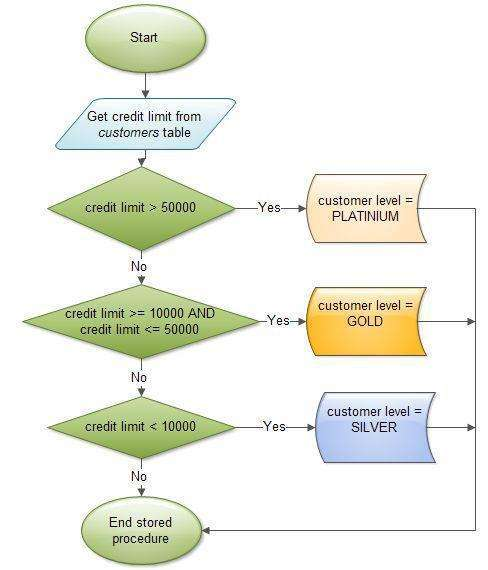 Start
Get credit limit from
customers table
credit limit > 50000
Yes
customer level =
PLATINIUM
No
credit limit >= 10000 AND
credit limit <= 50000
Yes
customer level =
GOLD
No
credit limit < 10000
Yes
customer level =
SILVER
No
End stored
procedure